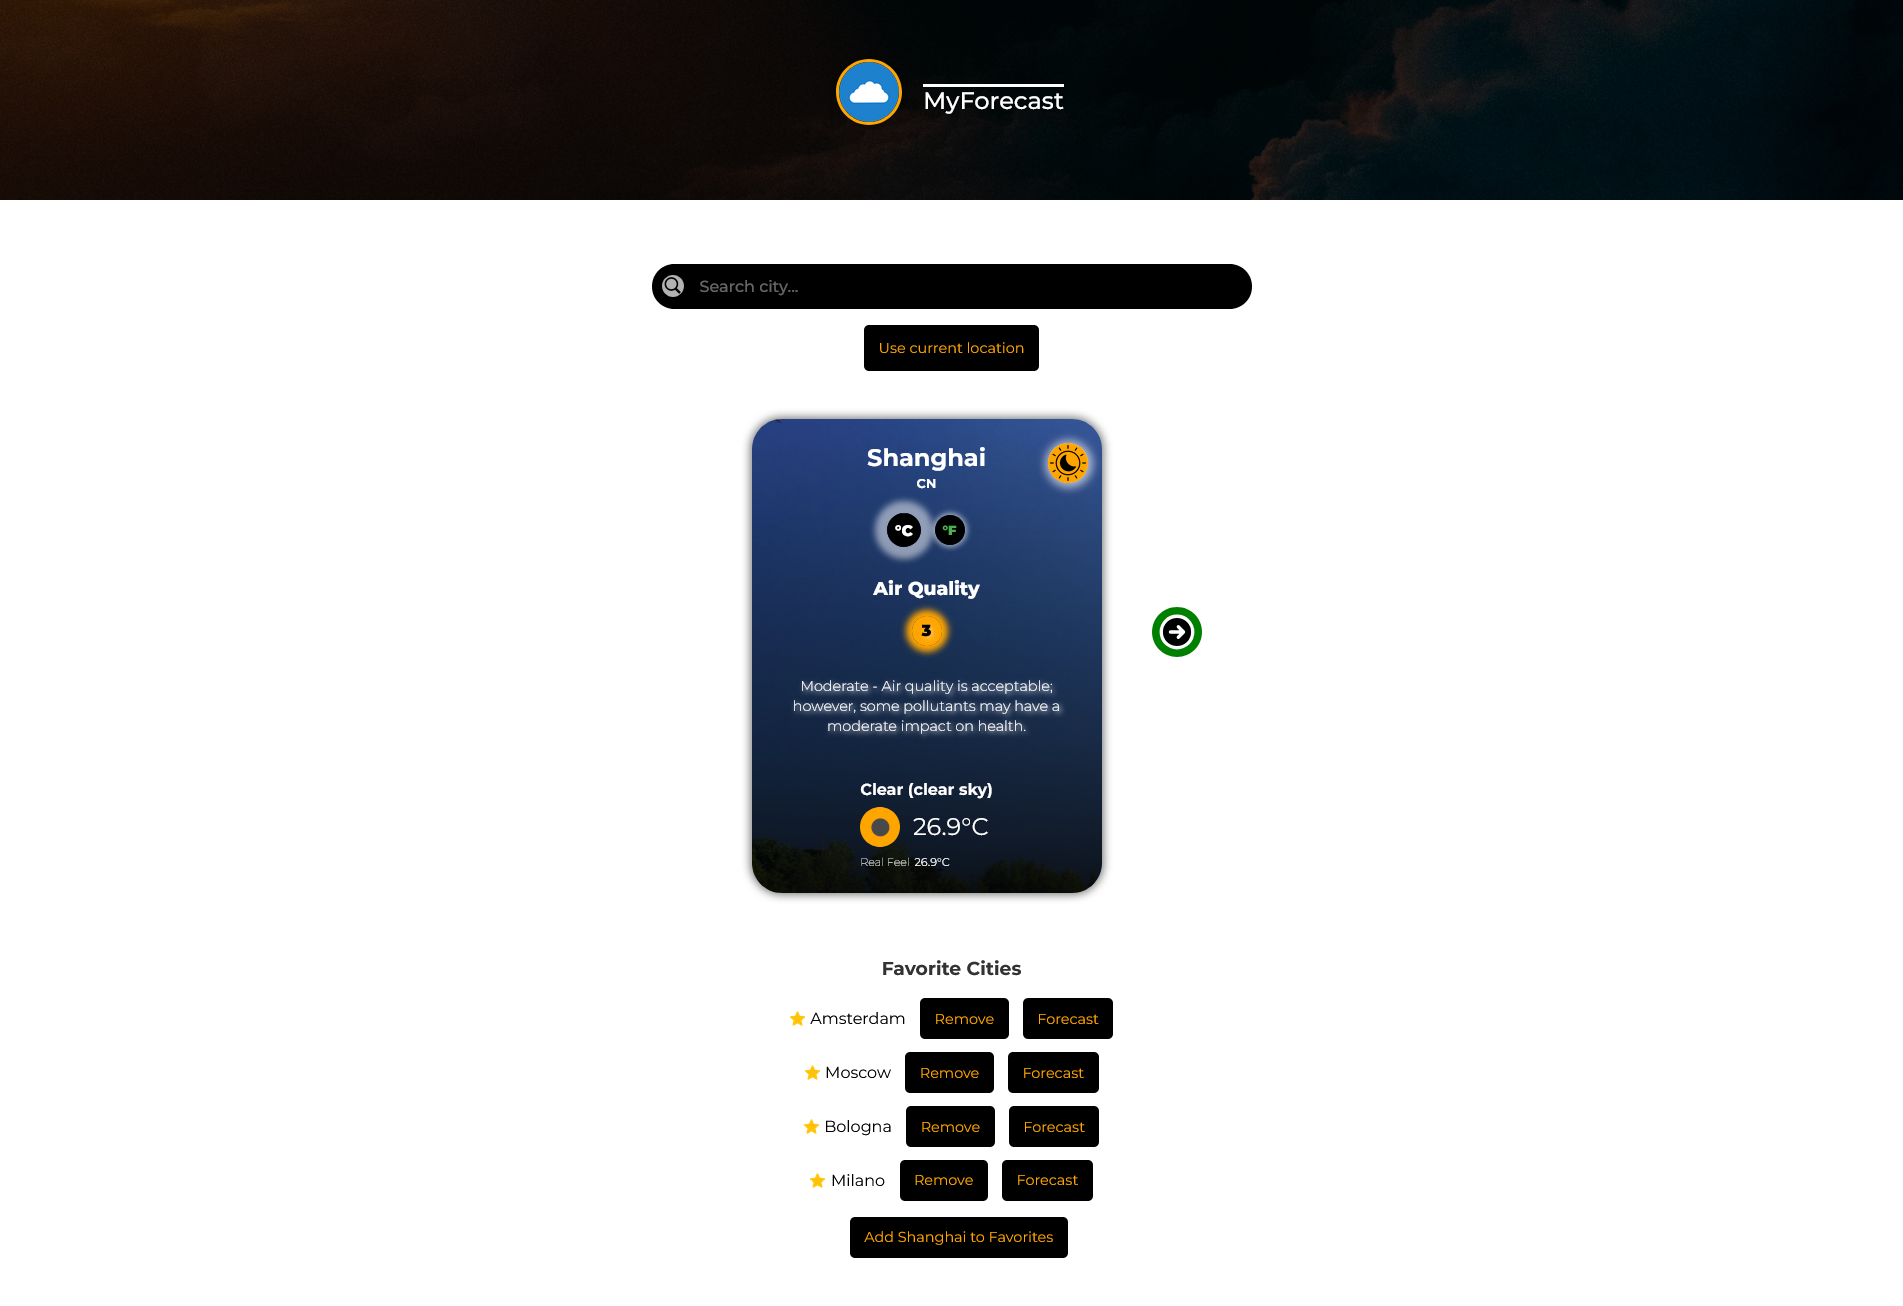 MyForecast
Search city...
Use current location
Shanghai
CN
°C °F
Air Quality
3
Moderate - Air quality is acceptable;
however, some pollutants may have a
moderate impact on health.
Clear (clear sky)
26.9°C
Real Feel 26.9°C
Favorite Cities
Amsterdam Remove Forecast
Moscow Remove Forecast
Bologna Remove Forecast
Milano Remove Forecast
Add Shanghai to Favorites